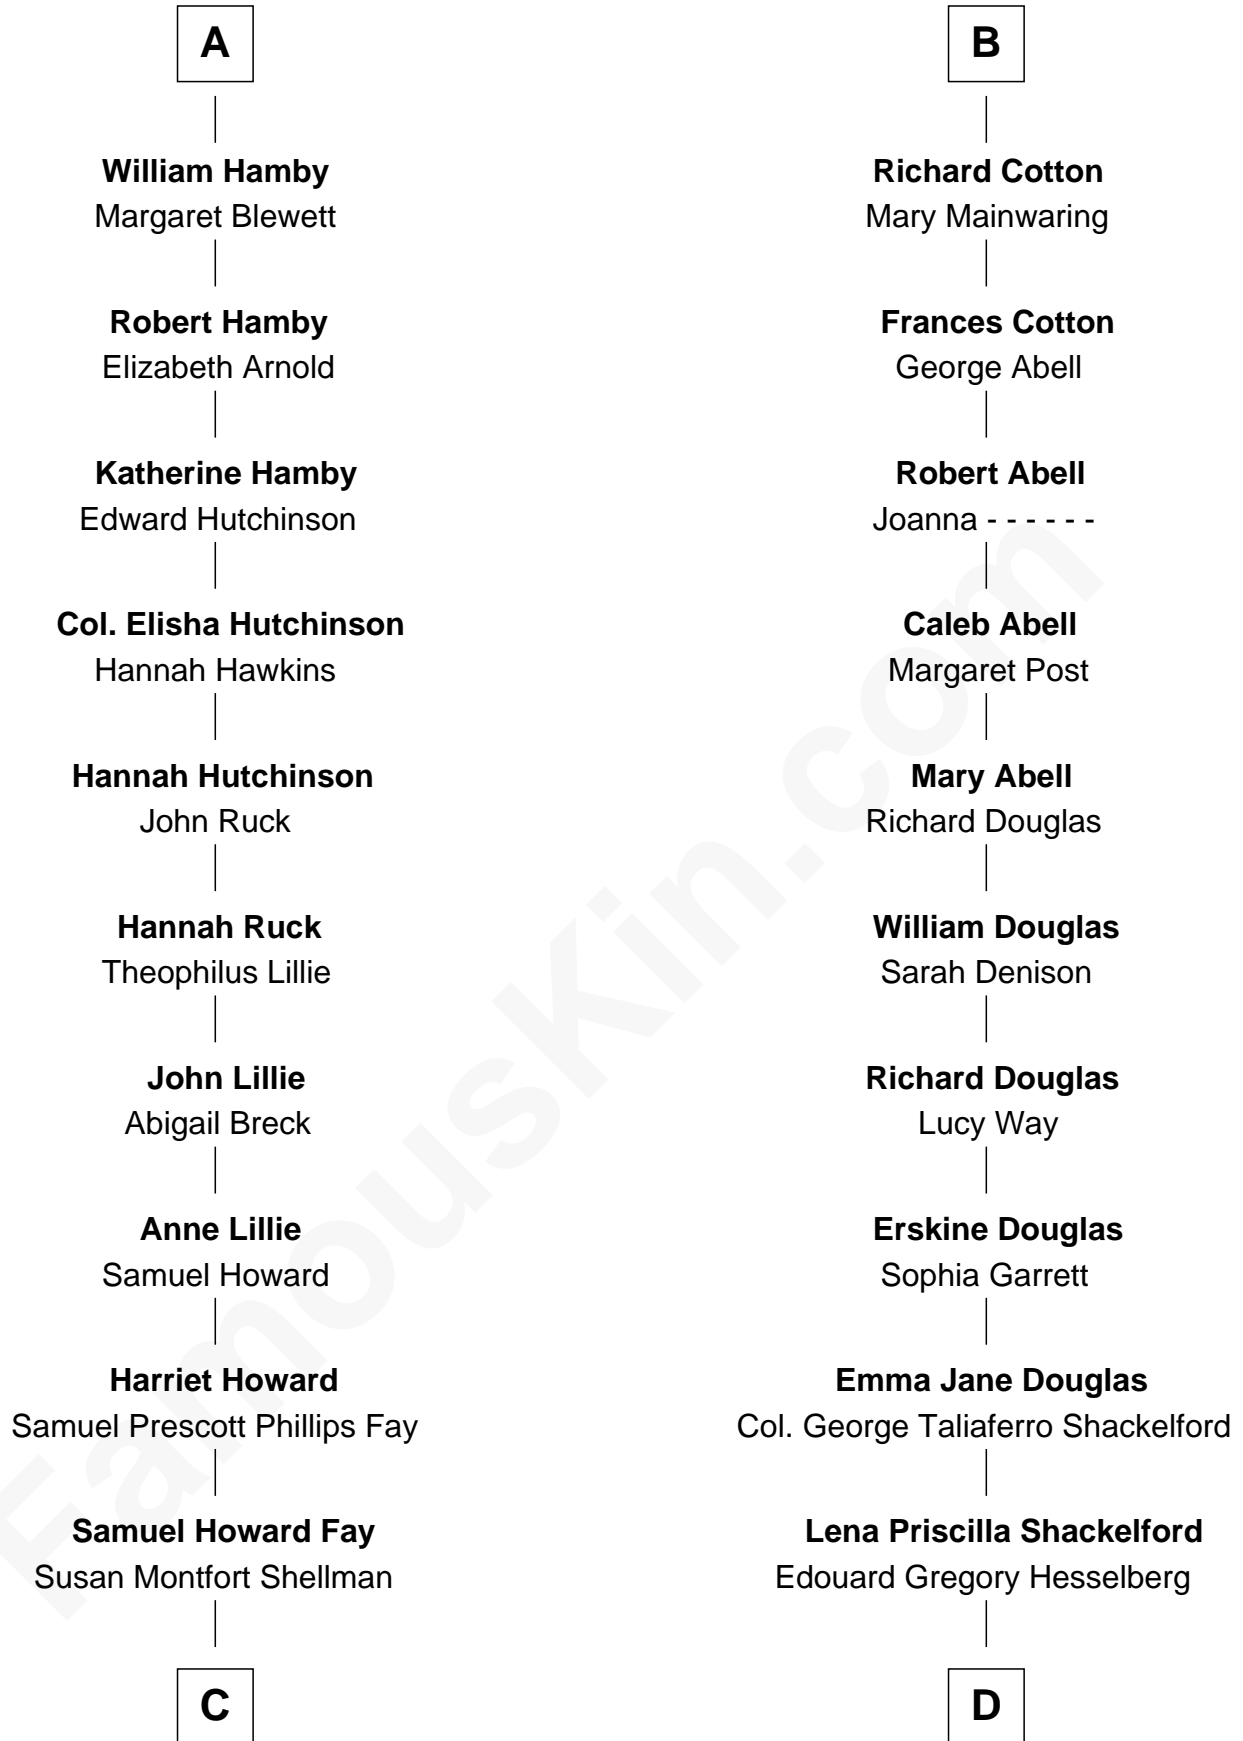 A
William Hamby
Margaret Blewett
Robert Hamby
Elizabeth Arnold
Katherine Hamby
Edward Hutchinson
Col. Elisha Hutchinson
Hannah Hawkins
Hannah Hutchinson
John Ruck
Hannah Ruck
Theophilus Lillie
John Lillie
Abigail Breck
Anne Lillie
Samuel Howard
Harriet Howard
Samuel Prescott Phillips Fay
Samuel Howard Fay
Susan Montfort Shellman
C
B
Richard Cotton
Mary Mainwaring
Frances Cotton
George Abell
Robert Abell
Joanna - - - - - -
Caleb Abell
Margaret Post
Mary Abell
Richard Douglas
William Douglas
Sarah Denison
Richard Douglas
Lucy Way
Erskine Douglas
Sophia Garrett
Emma Jane Douglas
Col. George Taliaferro Shackelford
Lena Priscilla Shackelford
Edouard Gregory Hesselberg
D
FamousKin.com